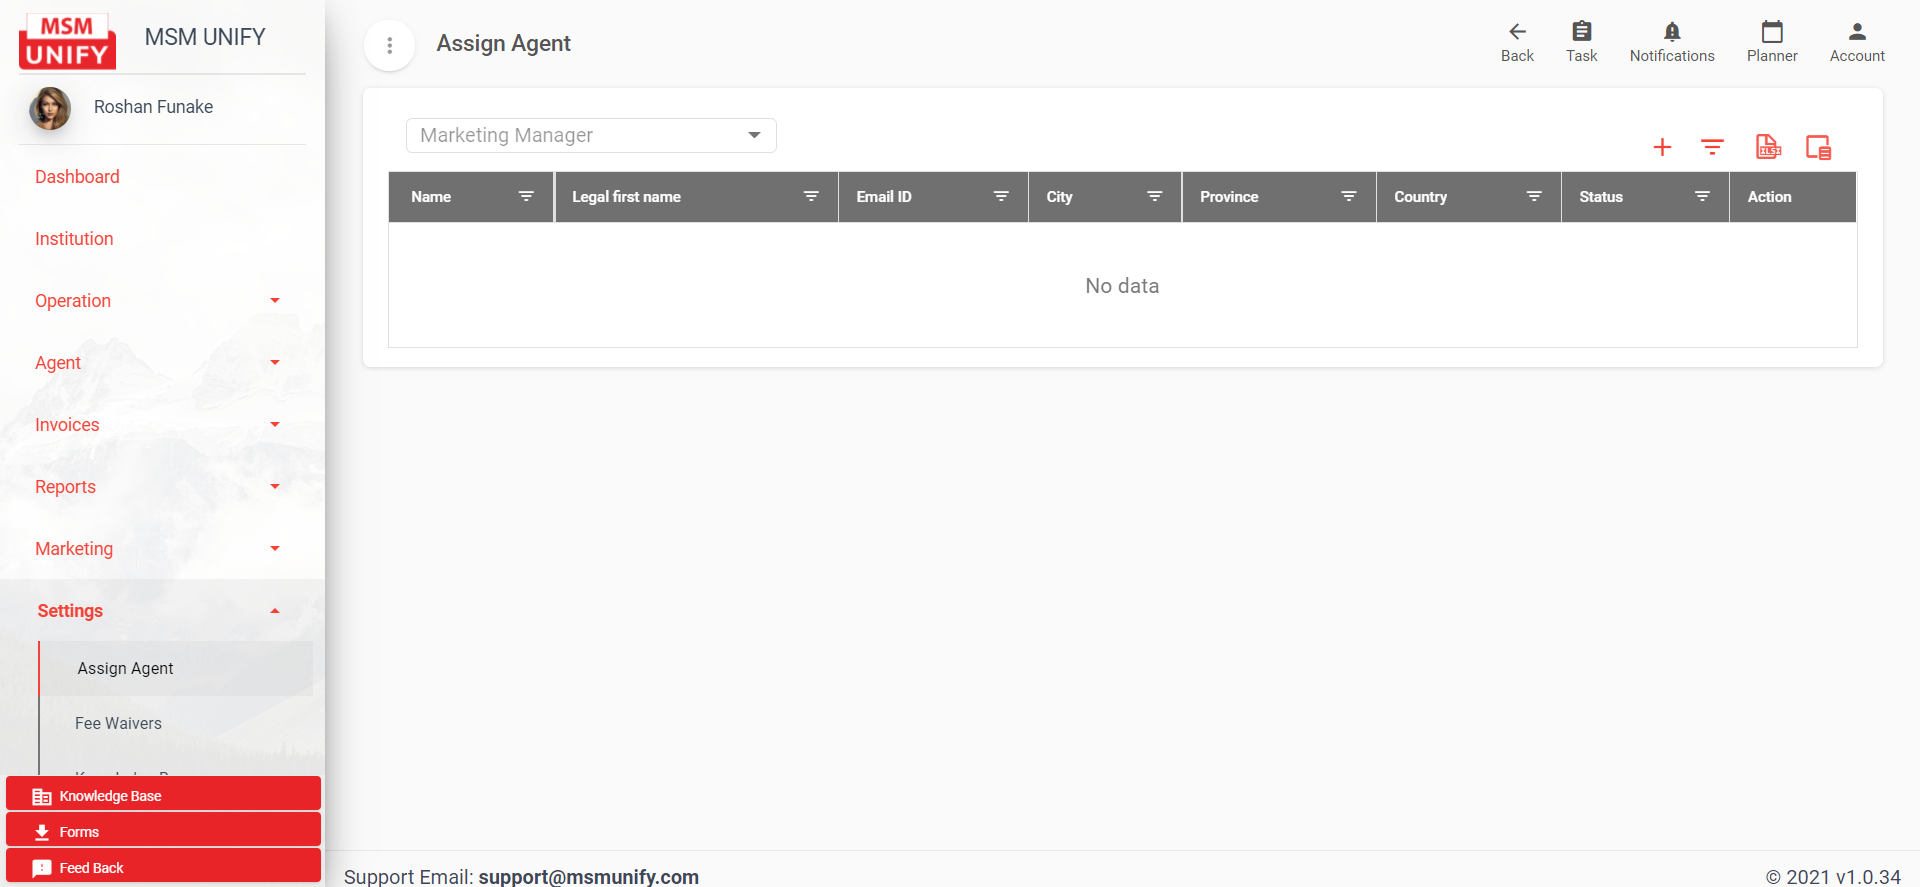 MSM
UNIFY
MSM UNIFY
Roshan Funake
Dashboard
Institution
Operation
Agent
Invoices
Reports
Marketing
Settings
Assign Agent
Fee Waivers
Knowledge Base
Forms
Feed Back
Assign Agent
Back
Task
Notifications
Planner
Account
Marketing Manager
Name
Legal first name
Email ID
City
Province
Country
Status
Action
No data
Support Email: support@msmunify.com
© 2021 v1.0.34